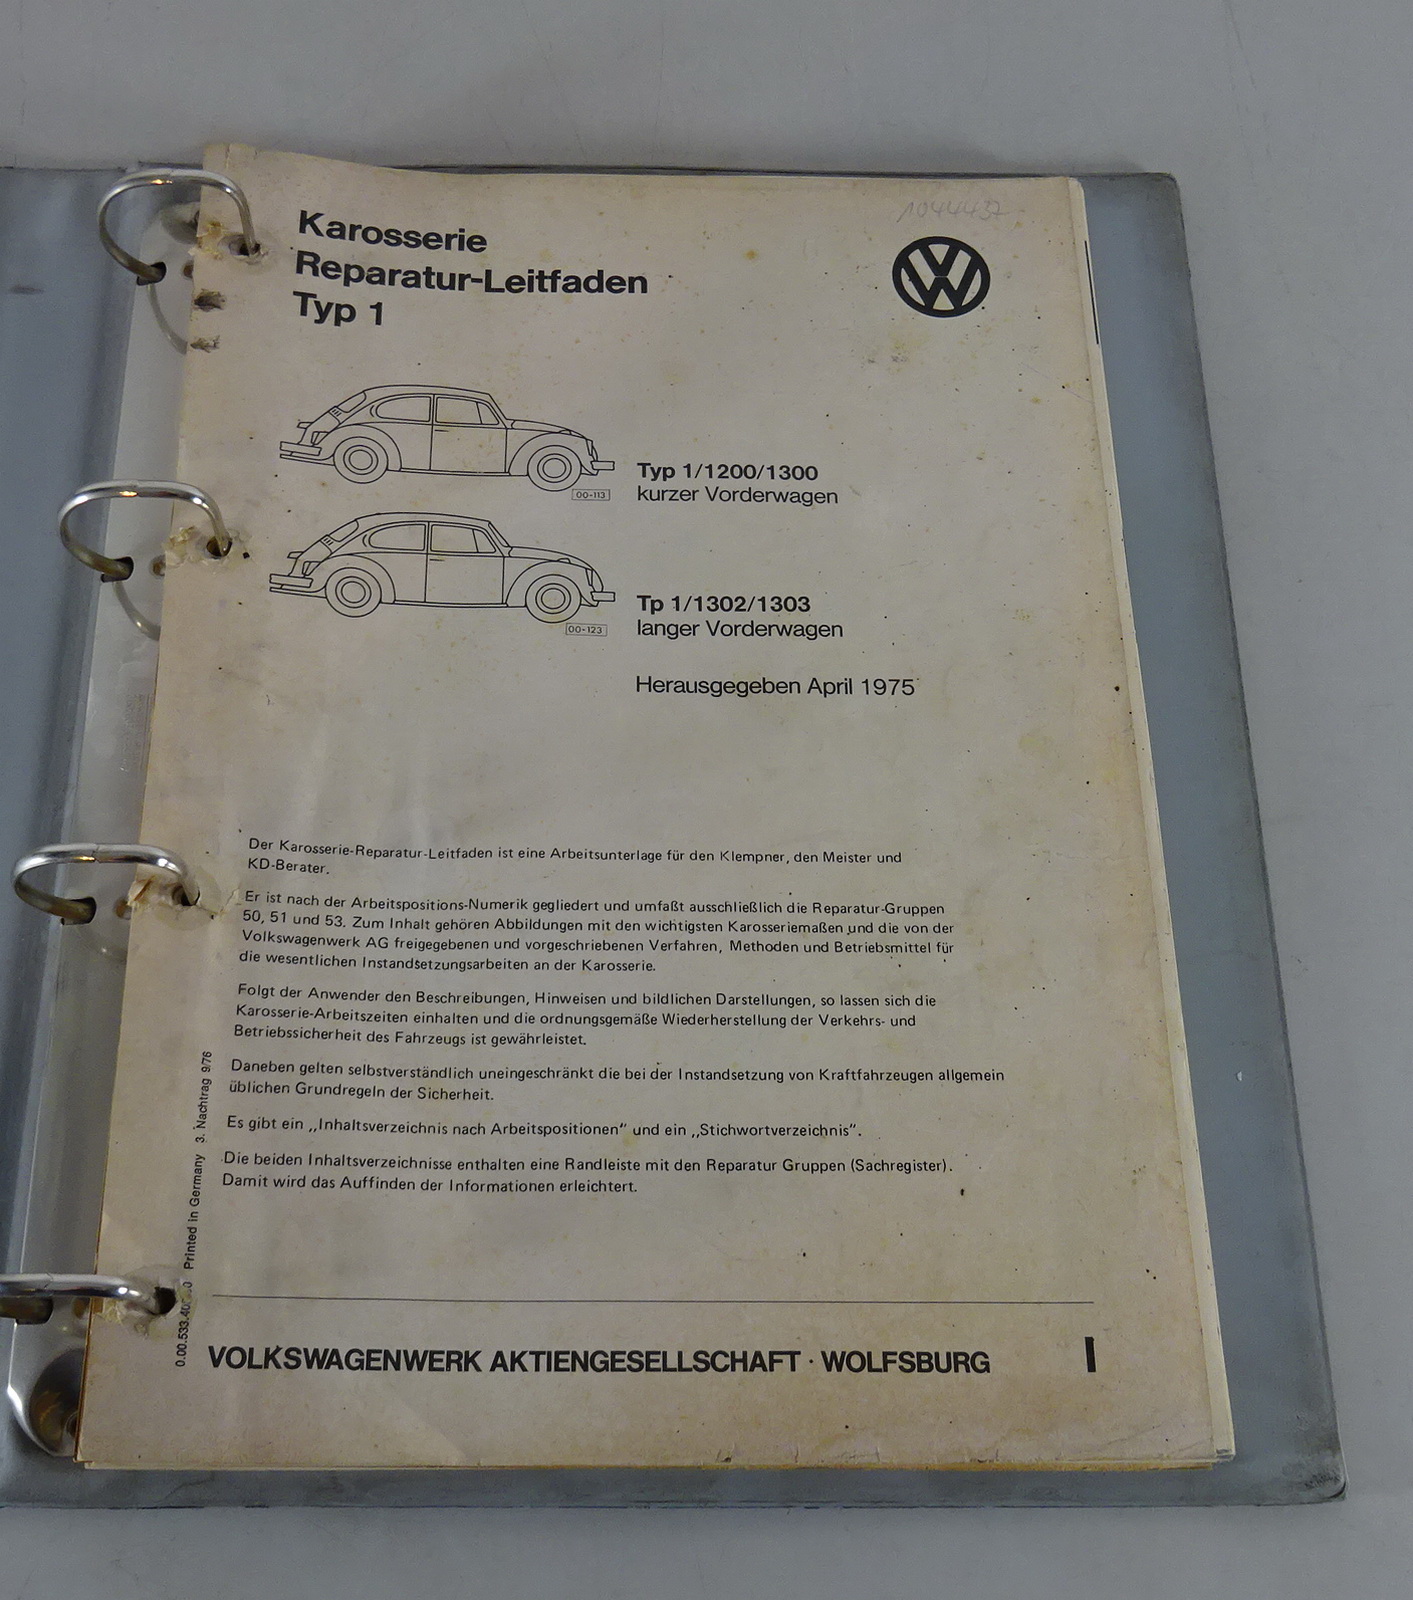 1044437
Karosserie
Reparatur-Leitfaden
Typ 1
VW
Typ 1/1200/1300
kurzer Vorderwagen
00-113
Tp 1/1302/1303
langer Vorderwagen
00-123
Herausgegeben April 1975
Der Karosserie-Reparatur-Leitfaden ist eine Arbeitsunterlage für den Klempner, den Meister und
KD-Berater.
Er ist nach der Arbeitspositions-Numerik gegliedert und umfaßt ausschließlich die Reparatur-Gruppen
50, 51 und 53. Zum Inhalt gehören Abbildungen mit den wichtigsten Karosseriemaßen und die von der
Volkswagenwerk AG freigegebenen und vorgeschriebenen Verfahren, Methoden und Betriebsmittel für
die wesentlichen Instandsetzungsarbeiten an der Karosserie.
Folgt der Anwender den Beschreibungen, Hinweisen und bildlichen Darstellungen, so lassen sich die
Karosserie-Arbeitszeiten einhalten und die ordnungsgemäße Wiederherstellung der Verkehrs- und
Betriebssicherheit des Fahrzeugs ist gewährleistet.
Daneben gelten selbstverständlich uneingeschränkt die bei der Instandsetzung von Kraftfahrzeugen allgemein
üblichen Grundregeln der Sicherheit.
Es gibt ein „Inhaltsverzeichnis nach Arbeitspositionen" und ein „Stichwortverzeichnis".
Die beiden Inhaltsverzeichnisse enthalten eine Randleiste mit den Reparatur Gruppen (Sachregister).
Damit wird das Auffinden der Informationen erleichtert.
Printed in Germany 3. Nachtrag 9/76
VOLKSWAGENWERK AKTIENGESELLSCHAFT · WOLFSBURG
I